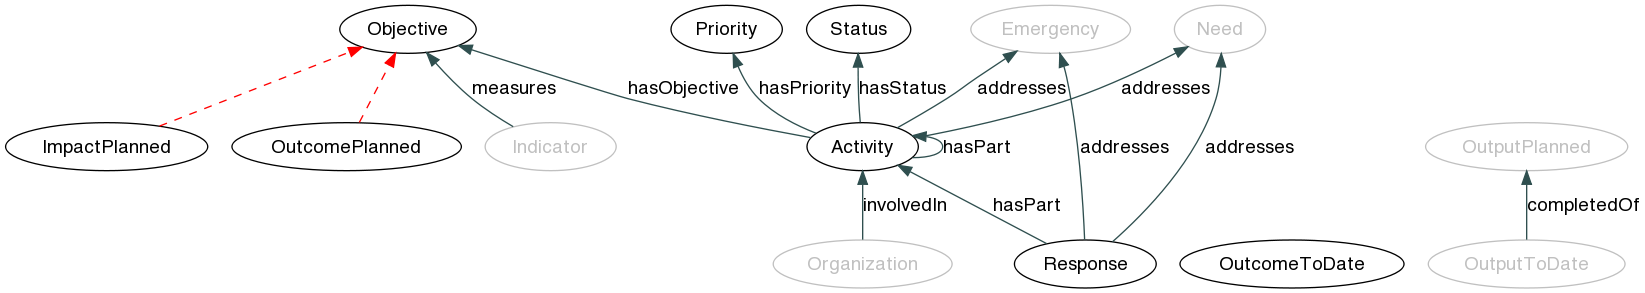 Objective
Priority
Status
Emergency
Need
measures
hasObjective
hasPriority
hasStatus
addresses
addresses
ImpactPlanned
OutcomePlanned
Indicator
Activity
hasPart
addresses
addresses
OutputPlanned
involvedIn
hasPart
completedOf
Organization
Response
OutcomeToDate
OutputToDate